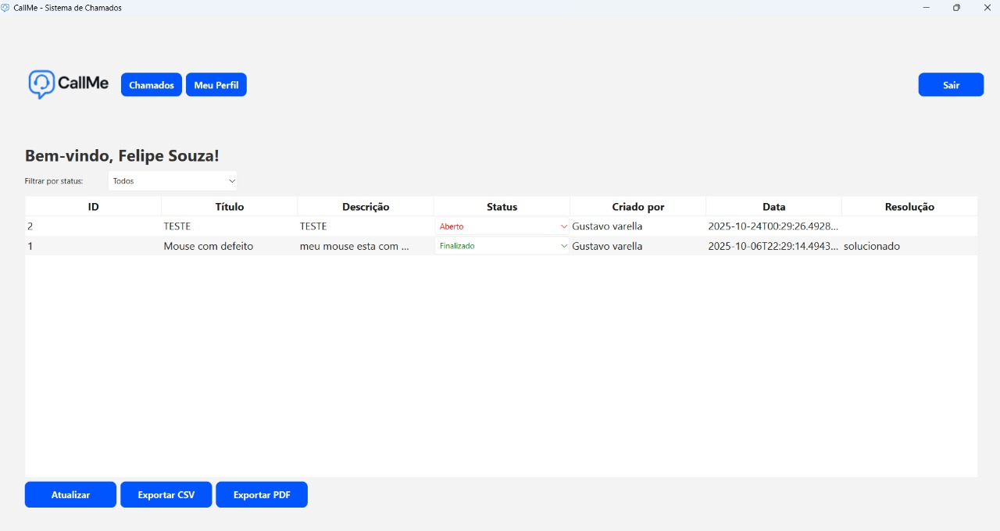 CallMe - Sistema de Chamados
CallMe Chamados Meu Perfil Sair
Bem-vindo, Felipe Souza!
Filtrar por status: Todos
ID Título Descrição Status Criado por Data Resolução
2 TESTE TESTE Aberto Gustavo varella 2025-10-24T00:29:26.4928...
1 Mouse com defeito meu mouse esta com ... Finalizado Gustavo varella 2025-10-06T22:29:14.4943... solucionado
Atualizar Exportar CSV Exportar PDF